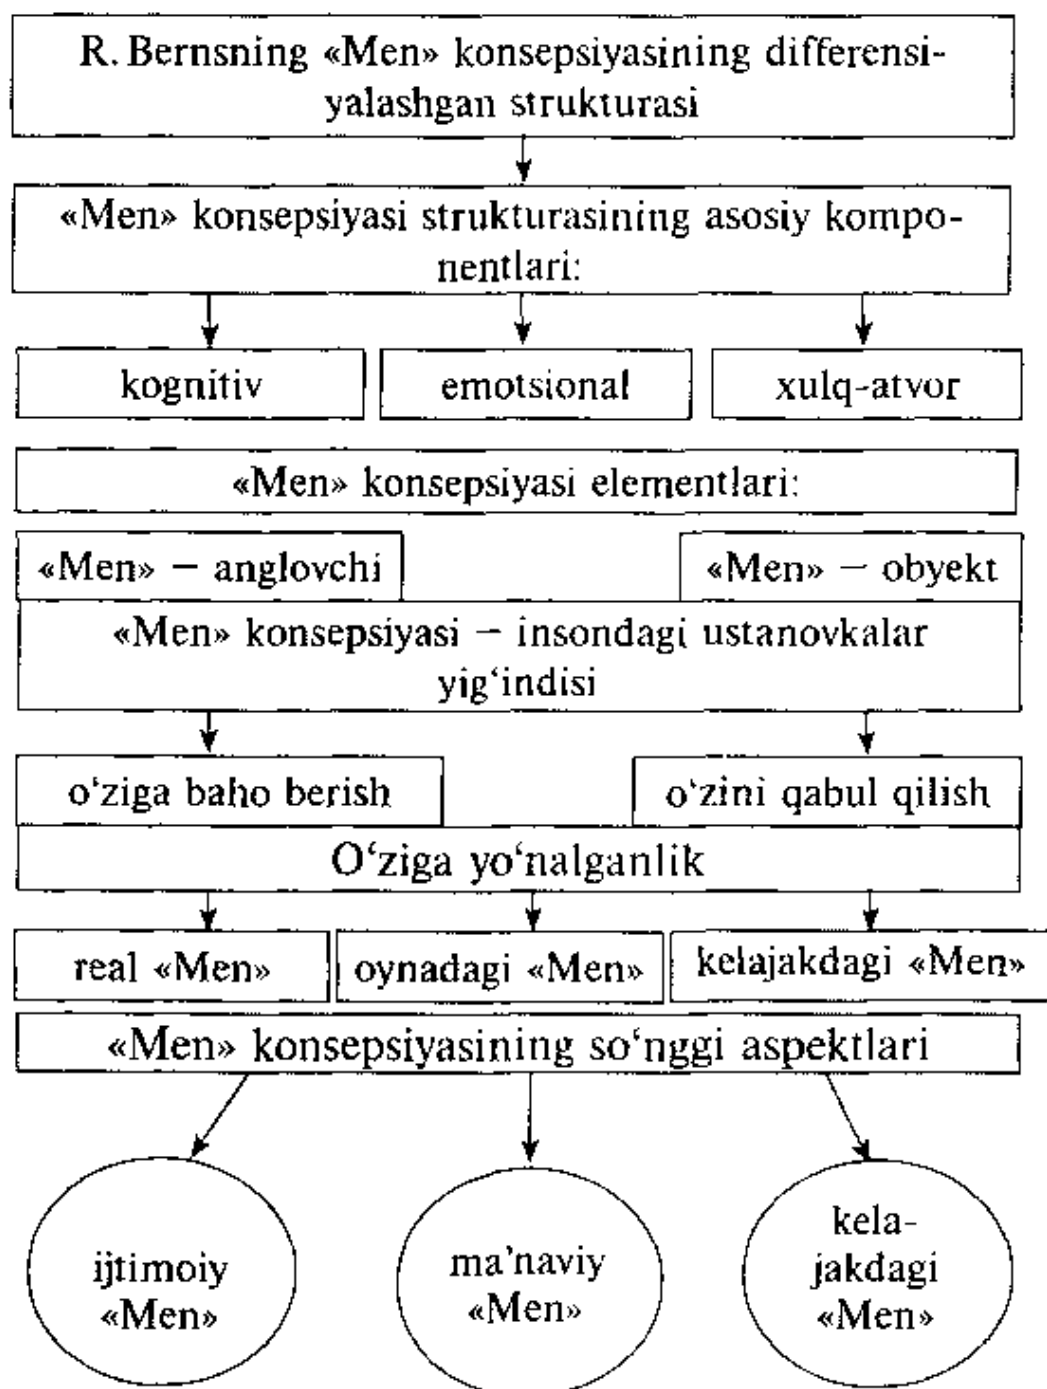 R. Bernsning «Men» konsepsiyasining differensi-
yalashgan strukturasi
«Men» konsepsiyasi strukturasining asosiy kompo-
nentlari:
kognitiv
emotsional
xulq-atvor
«Men» konsepsiyasi elementlari:
«Men» — anglovchi
«Men» — obyekt
«Men» konsepsiyasi – insondagi ustanovkalar
yig‘indisi
o‘ziga baho berish
o‘zini qabul qilish
O‘ziga yo‘nalganlik
real «Men»
oynadagi «Men»
kelajakdagi «Men»
«Men» konsepsiyasining so‘nggi aspektlari
ijtimoiy
«Men»
ma’naviy
«Men»
kela-
jakdagi
«Men»